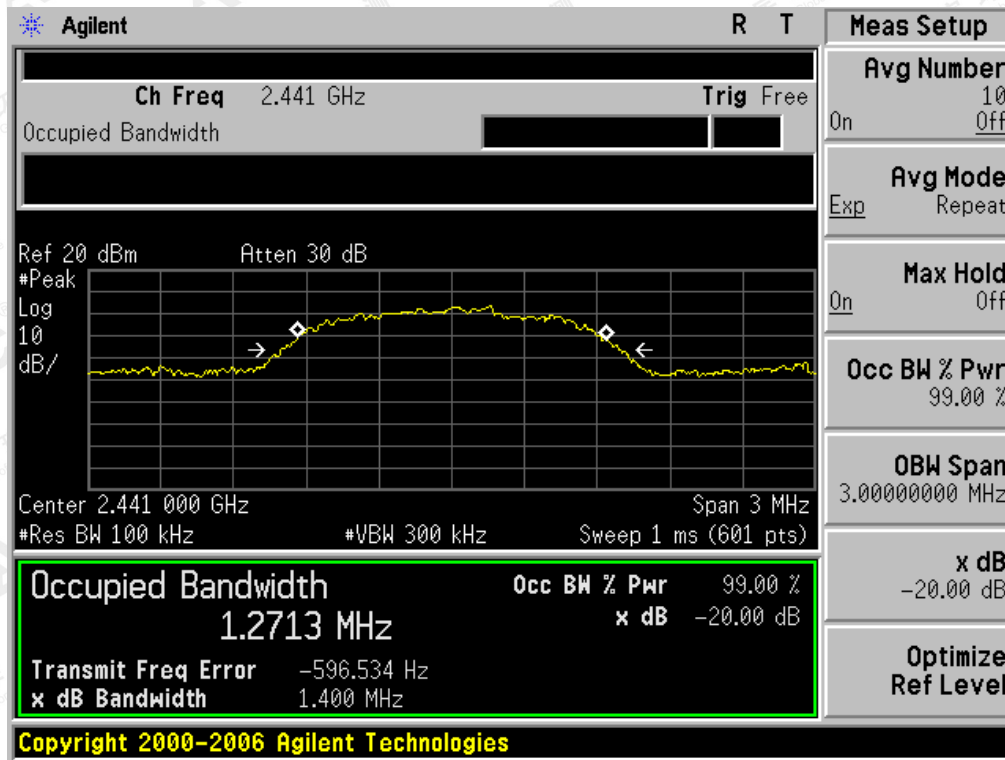 Agilent R T Meas Setup
Ch Freq 2.441 GHz Trig Free
Occupied Bandwidth
Avg Number
10
On Off
Avg Mode
Exp Repeat
Max Hold
On Off
Occ BW % Pwr
99.00 %
OBW Span
3.00000000 MHz
x dB
-20.00 dB
Optimize
Ref Level
Ref 20 dBm Atten 30 dB
#Peak
Log
10
dB/
Center 2.441 000 GHz Span 3 MHz
#Res BW 100 kHz #VBW 300 kHz Sweep 1 ms (601 pts)
Occupied Bandwidth Occ BW % Pwr 99.00 %
1.2713 MHz x dB -20.00 dB
Transmit Freq Error -596.534 Hz
x dB Bandwidth 1.400 MHz
Copyright 2000-2006 Agilent Technologies